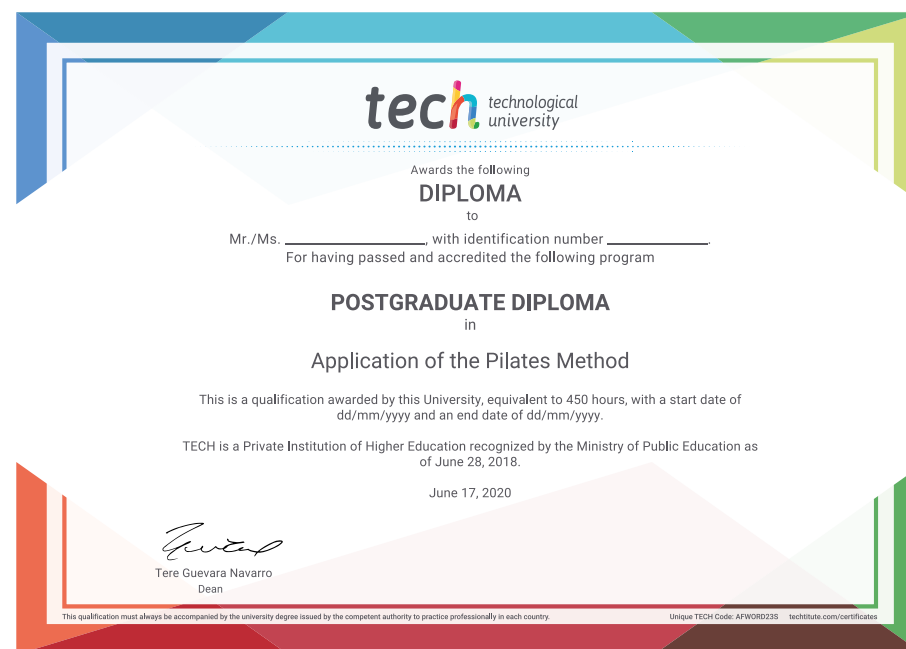 tech technological
university
Awards the following
DIPLOMA
to
Mr./Ms. ____________, with identification number ____________.
For having passed and accredited the following program
POSTGRADUATE DIPLOMA
in
Application of the Pilates Method
This is a qualification awarded by this University, equivalent to 450 hours, with a start date of
dd/mm/yyyy and an end date of dd/mm/yyyy.
TECH is a Private Institution of Higher Education recognized by the Ministry of Public Education as
of June 28, 2018.
June 17, 2020
Tere Guevara Navarro
Dean
This qualification must always be accompanied by the university degree issued by the competent authority to practice professionally in each country. Unique TECH Code: AFWORD23S techtitute.com/certificates